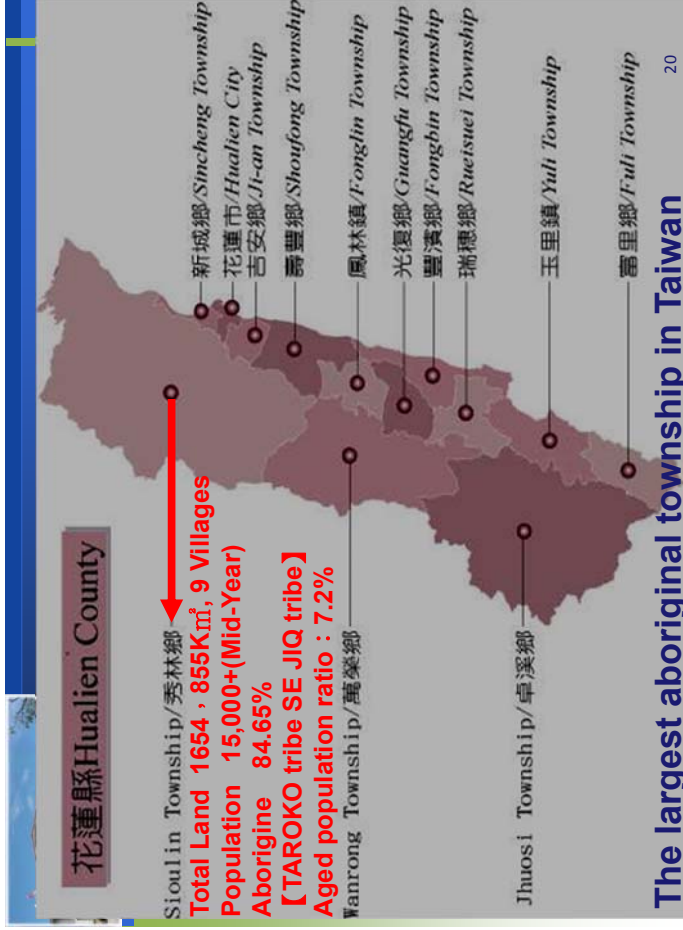 花蓮縣Hualien County
Sioulin Township/秀林鄉
Total Land 1654，855K㎡, 9 Villages
Population 15,000+(Mid-Year)
Aborigine 84.65%
【TAROKO tribe SE JIQ tribe】
Aged population ratio：7.2%
Wanrong Township/萬榮鄉
Jhuosi Township/卓溪鄉
新城鄉/Sincheng Township
花蓮市/Hualien City
吉安鄉/Ji-an Township
壽豐鄉/Shoufong Township
鳳林鎮/Fonglin Township
光復鄉/Guangfu Township
豐濱鄉/Fongbin Township
瑞穗鄉/Rueisuei Township
玉里鎮/Yuli Township
富里鄉/Fuli Township
The largest aboriginal township in Taiwan
20